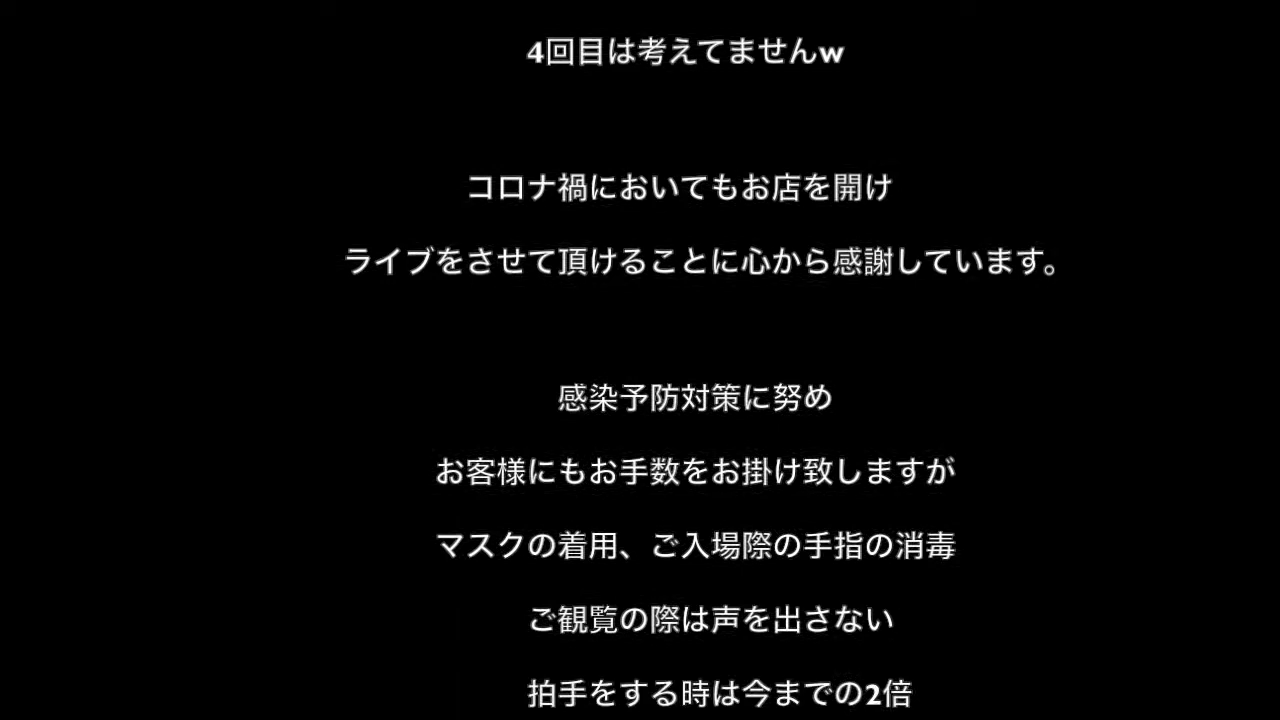 4回目は考えてませんw
コロナ禍においてもお店を開け
ライブをさせて頂けることに心から感謝しています。
感染予防対策に努め
お客様にもお手数をお掛け致しますが
マスクの着用、ご入場際の手指の消毒
ご観覧の際は声を出さない
拍手をする時は今までの2倍